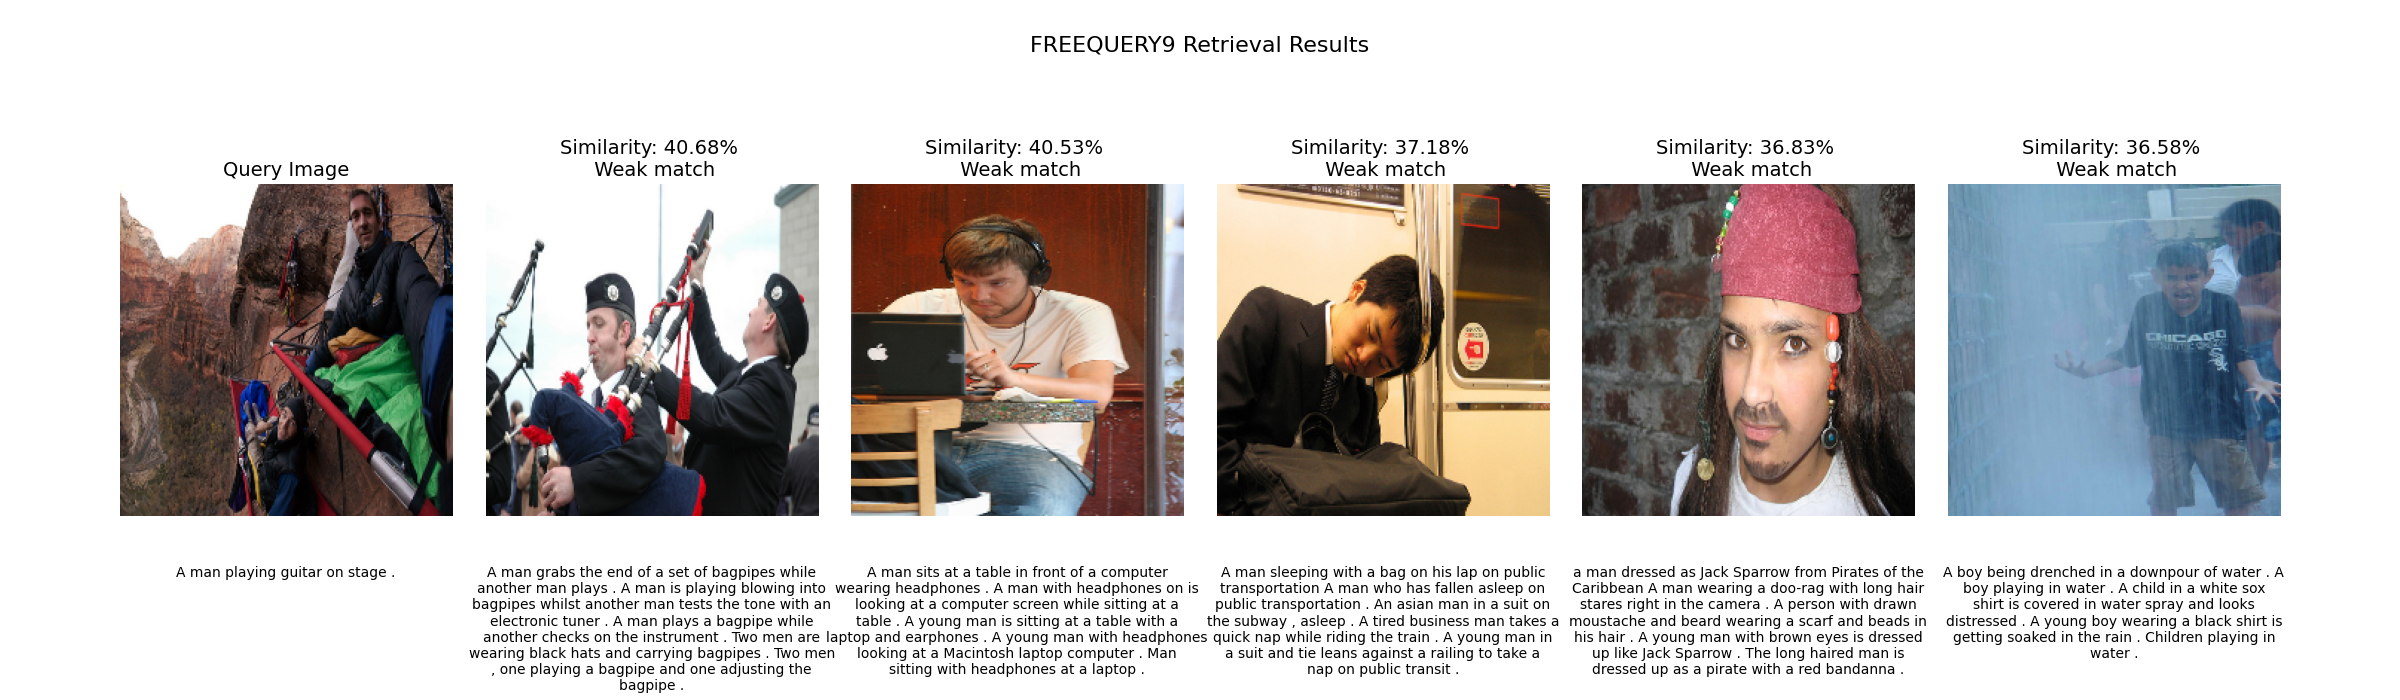 FREEQUERY9 Retrieval Results
Query Image
Similarity: 40.68%
Weak match
Similarity: 40.53%
Weak match
Similarity: 37.18%
Weak match
Similarity: 36.83%
Weak match
Similarity: 36.58%
Weak match
CHICAGO
A man playing guitar on stage .
A man grabs the end of a set of bagpipes while
another man plays . A man is playing blowing into
bagpipes whilst another man tests the tone with an
electronic tuner . A man plays a bagpipe while
another checks on the instrument . Two men are
wearing black hats and carrying bagpipes . Two men
, one playing a bagpipe and one adjusting the
bagpipe .
A man sits at a table in front of a computer
wearing headphones . A man with headphones on is
looking at a computer screen while sitting at a
table . A young man is sitting at a table with a
laptop and earphones . A young man with headphones
looking at a Macintosh laptop computer . Man
sitting with headphones at a laptop .
A man sleeping with a bag on his lap on public
transportation A man who has fallen asleep on
public transportation . An asian man in a suit on
the subway , asleep . A tired business man takes a
quick nap while riding the train . A young man in
a suit and tie leans against a railing to take a
nap on public transit .
a man dressed as Jack Sparrow from Pirates of the
Caribbean A man wearing a doo-rag with long hair
stares right in the camera . A person with drawn
moustache and beard wearing a scarf and beads in
his hair . A young man with brown eyes is dressed
up like Jack Sparrow . The long haired man is
dressed up as a pirate with a red bandanna .
A boy being drenched in a downpour of water . A
boy playing in water . A child in a white sox
shirt is covered in water spray and looks
distressed . A young boy wearing a black shirt is
getting soaked in the rain . Children playing in
water .